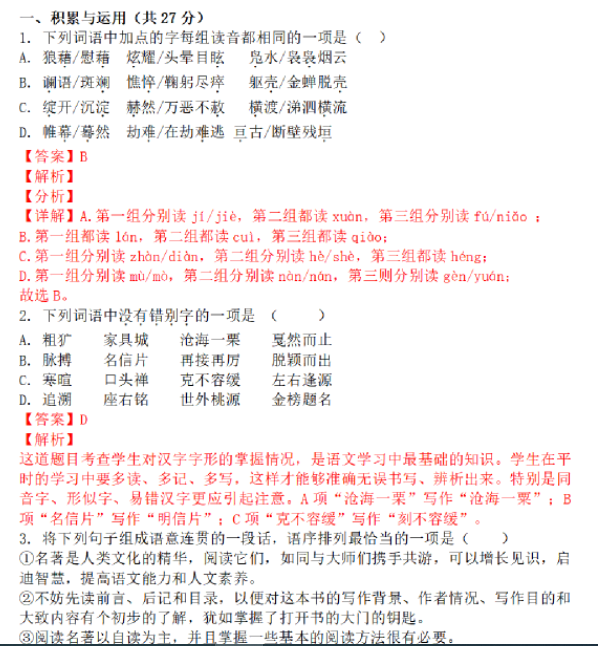 一、积累与运用（共27分）
1. 下列词语中加点的字每组读音都相同的一项是（ ）
A. 狼藉/慰藉 炫耀/头晕目眩 凫水/袅袅烟云
B. 谰语/斑斓 憔悴/鞠躬尽瘁 躯壳/金蝉脱壳
C. 绽开/沉淀 赫然/万恶不赦 横渡/涕泗横流
D. 帷幕/蓦然 劫难/在劫难逃 亘古/断壁残垣
【答案】B
【解析】
【分析】
【详解】A.第一组分别读 jí/jiè，第二组都读 xuàn，第三组分别读 fú/niǎo ；
B.第一组都读 lán，第二组都读 cuì，第三组都读 qiào；
C.第一组分别读 zhàn/diàn，第二组分别读 hè/shè，第三组都读 héng；
D.第一组分别读 mù/mò，第二组分别读 nàn/nán，第三则分别读 gèn/yuán；
故选 B。
2. 下列词语中没有错别字的一项是 （ ）
A. 粗犷 家具城 沧海一栗 戛然而止
B. 脉搏 名信片 再接再厉 脱颖而出
C. 寒暄 口头禅 克不容缓 左右逢源
D. 追溯 座右铭 世外桃源 金榜题名
【答案】D
【解析】
这道题目考查学生对汉字字形的掌握情况，是语文学习中最基础的知识。学生在平
时的学习中要多读、多记、多写，这样才能够准确无误书写、辨析出来。特别是同
音字、形似字、易错汉字更应引起注意。A 项“沧海一栗”写作“沧海一粟”；B
项“名信片”写作“明信片”；C 项“克不容缓”写作“刻不容缓”。
3. 将下列句子组成语意连贯的一段话，语序排列最恰当的一项是（ ）
①名著是人类文化的精华，阅读它们，如同与大师们携手共游，可以增长见识，启
迪智慧，提高语文能力和人文素养。
②不妨先读前言、后记和目录，以便对这本书的写作背景、作者情况、写作目的和
大致内容有个初步的了解，犹如掌握了打开书的大门的钥匙。
③阅读名著以自读为主，并且掌握一些基本的阅读方法很有必要。